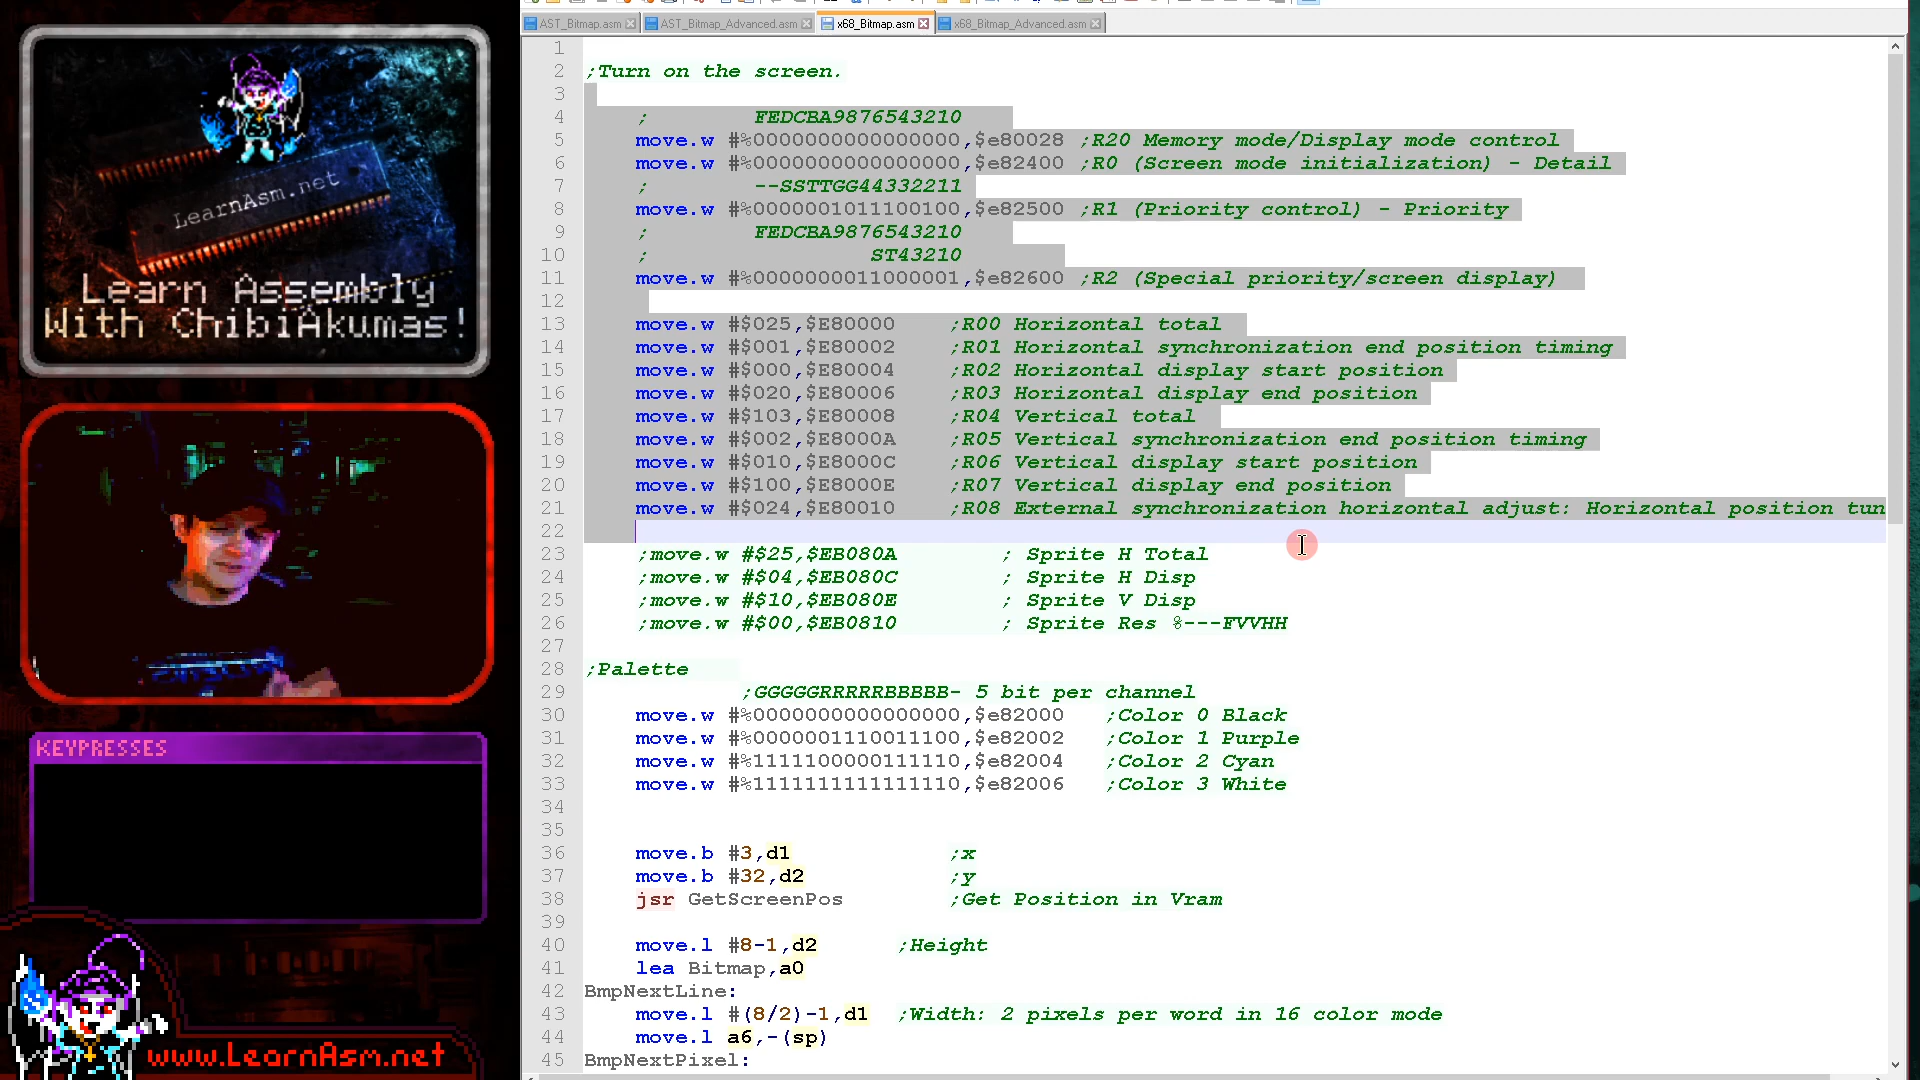 LearnAsm.net
Learn Assembly
With ChibiAkumas!
KEYPRESSES
www.LearnAsm.net
AST_Bitmap.asm
AST_Bitmap_Advanced.asm
x68_Bitmap.asm
x68_Bitmap_Advanced.asm
1
2 ;Turn on the screen.
3
4 ; FEDCBA9876543210
5 move.w #%0000000000000000,$e80028 ;R20 Memory mode/Display mode control
6 move.w #%0000000000000000,$e82400 ;R0 (Screen mode initialization) - Detail
7 ; --SSTTGG44332211
8 move.w #%0000001011100100,$e82500 ;R1 (Priority control) - Priority
9 ; FEDCBA9876543210
10 ; ST43210
11 move.w #%0000000011000001,$e82600 ;R2 (Special priority/screen display)
12
13 move.w #$025,$E80000 ;R00 Horizontal total
14 move.w #$001,$E80002 ;R01 Horizontal synchronization end position timing
15 move.w #$000,$E80004 ;R02 Horizontal display start position
16 move.w #$020,$E80006 ;R03 Horizontal display end position
17 move.w #$103,$E80008 ;R04 Vertical total
18 move.w #$002,$E8000A ;R05 Vertical synchronization end position timing
19 move.w #$010,$E8000C ;R06 Vertical display start position
20 move.w #$100,$E8000E ;R07 Vertical display end position
21 move.w #$024,$E80010 ;R08 External synchronization horizontal adjust: Horizontal position tun
22
23 ;move.w #$25,$EB080A ; Sprite H Total
24 ;move.w #$04,$EB080C ; Sprite H Disp
25 ;move.w #$10,$EB080E ; Sprite V Disp
26 ;move.w #$00,$EB0810 ; Sprite Res %---FVVHH
27
28 ;Palette
29 ;GGGGGRRRRRBBBBB- 5 bit per channel
30 move.w #%0000000000000000,$e82000 ;Color 0 Black
31 move.w #%0000001110011100,$e82002 ;Color 1 Purple
32 move.w #%1111100000111110,$e82004 ;Color 2 Cyan
33 move.w #%1111111111111110,$e82006 ;Color 3 White
34
35
36 move.b #3,d1 ;x
37 move.b #32,d2 ;y
38 jsr GetScreenPos ;Get Position in Vram
39
40 move.l #8-1,d2 ;Height
41 lea Bitmap,a0
42 BmpNextLine:
43 move.l #(8/2)-1,d1 ;Width: 2 pixels per word in 16 color mode
44 move.l a6,-(sp)
45 BmpNextPixel: